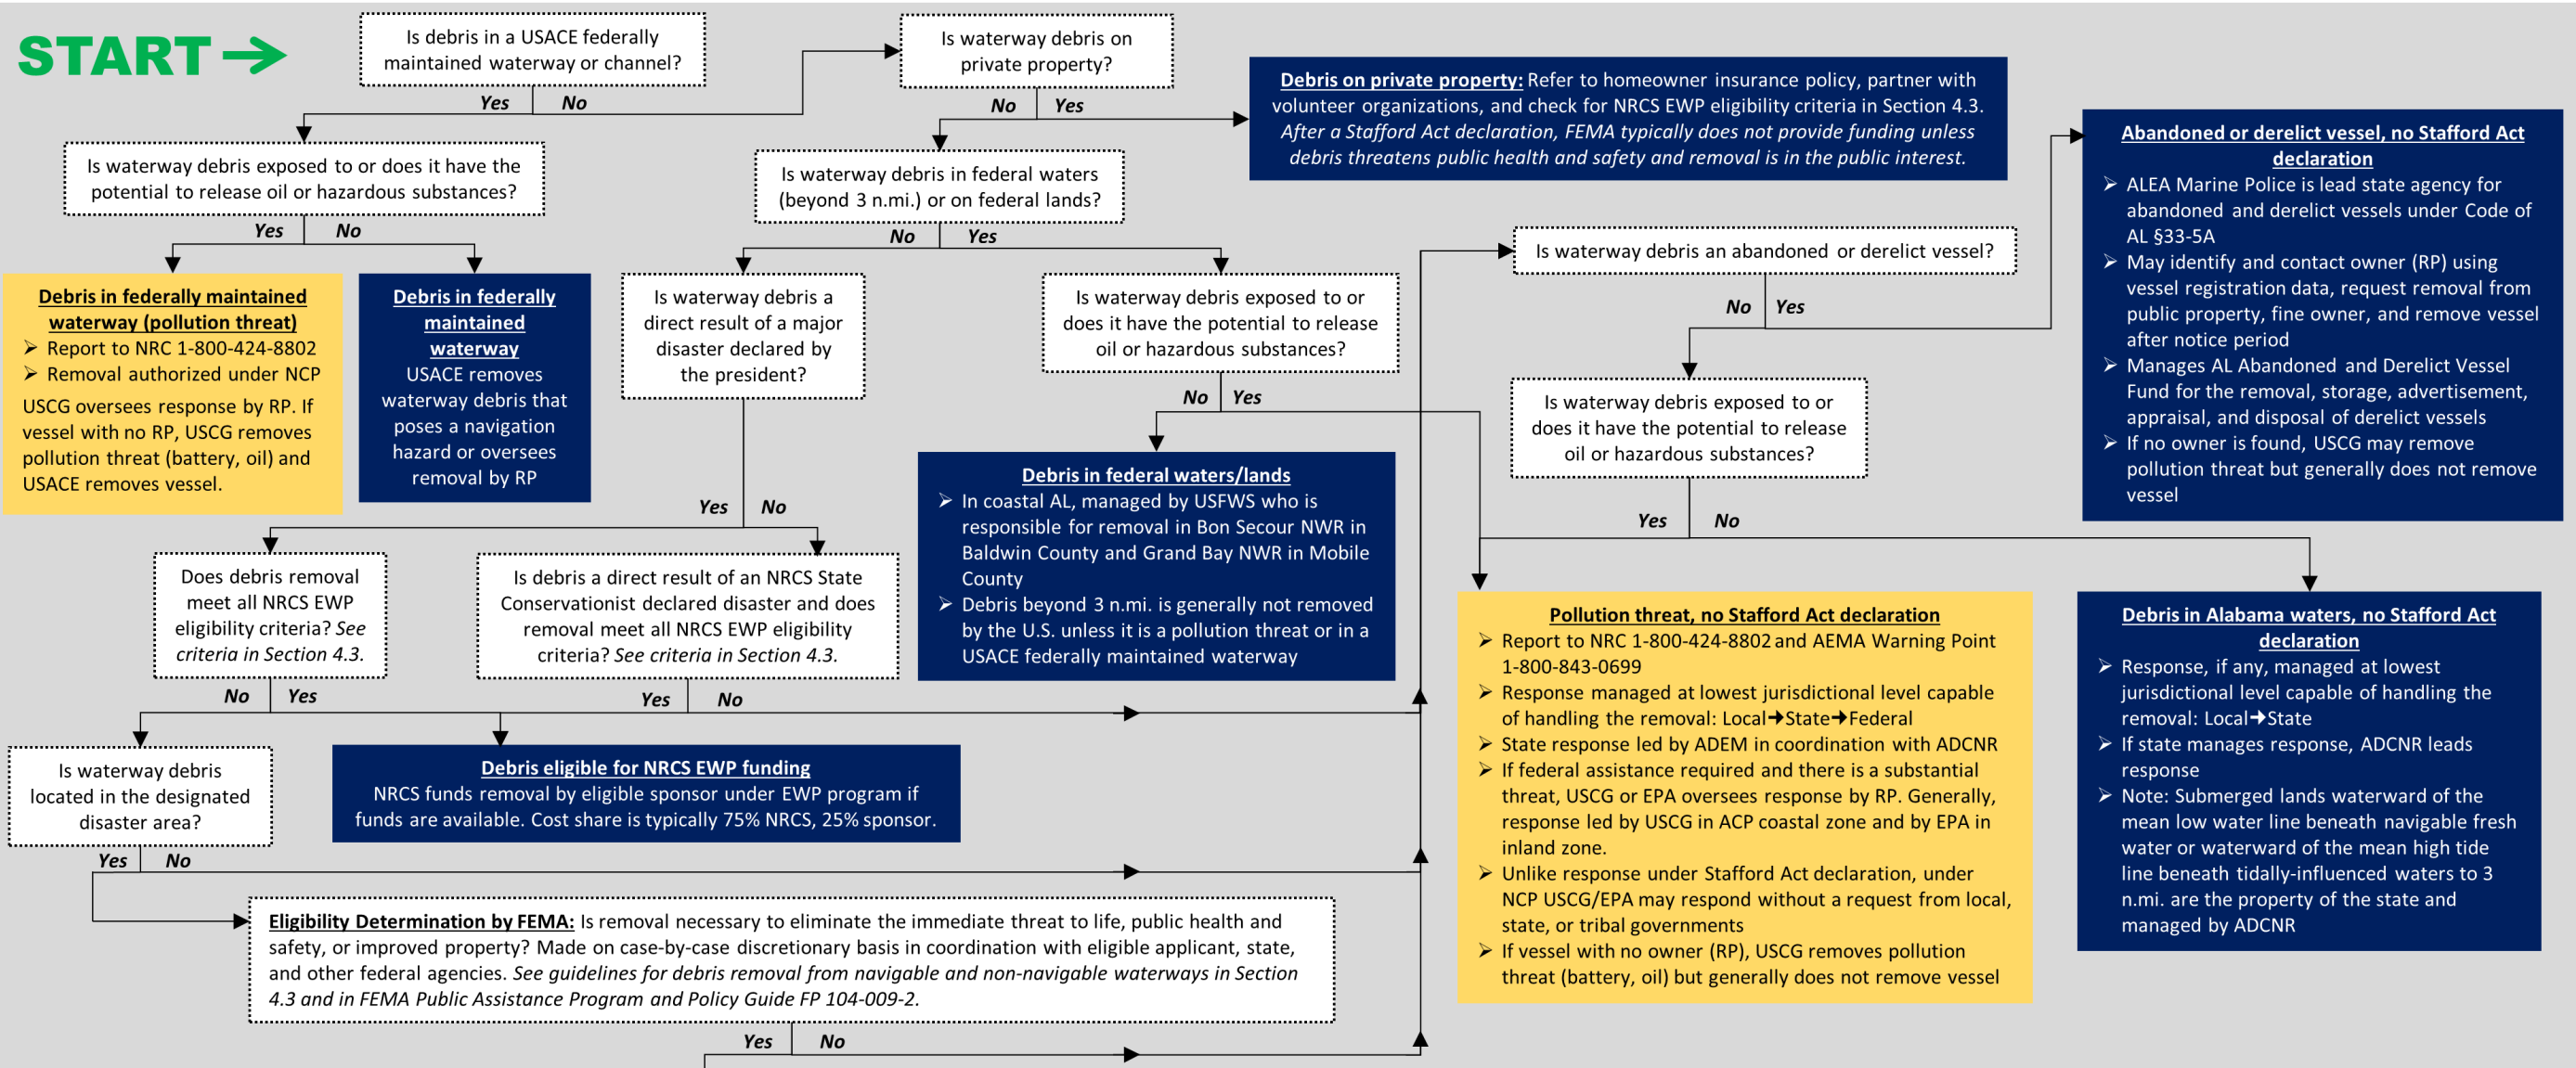 START
Is debris in a USACE federally
maintained waterway or channel?
Yes No
Is waterway debris on
private property?
No Yes
Debris on private property: Refer to homeowner insurance policy, partner with
volunteer organizations, and check for NRCS EWP eligibility criteria in Section 4.3.
After a Stafford Act declaration, FEMA typically does not provide funding unless
debris threatens public health and safety and removal is in the public interest.
Is waterway debris exposed to or does it have the
potential to release oil or hazardous substances?
Yes No
Debris in federally maintained
waterway (pollution threat)
➢ Report to NRC 1-800-424-8802
➢ Removal authorized under NCP
USCG oversees response by RP. If
vessel with no RP, USCG removes
pollution threat (battery, oil) and
USACE removes vessel.
Debris in federally
maintained
waterway
USACE removes
waterway debris that
poses a navigation
hazard or oversees
removal by RP
Is waterway debris in federal waters
(beyond 3 n.mi.) or on federal lands?
No Yes
Is waterway debris a
direct result of a major
disaster declared by
the president?
Yes No
Is waterway debris exposed to or
does it have the potential to release
oil or hazardous substances?
No Yes
Debris in federal waters/lands
➢ In coastal AL, managed by USFWS who is
responsible for removal in Bon Secour NWR in
Baldwin County and Grand Bay NWR in Mobile
County
➢ Debris beyond 3 n.mi. is generally not removed
by the U.S. unless it is a pollution threat or in a
USACE federally maintained waterway
Does debris removal
meet all NRCS EWP
eligibility criteria? See
criteria in Section 4.3.
No Yes
Is debris a direct result of an NRCS State
Conservationist declared disaster and does
removal meet all NRCS EWP eligibility
criteria? See criteria in Section 4.3.
Yes No
Is waterway debris
located in the designated
disaster area?
Yes No
Debris eligible for NRCS EWP funding
NRCS funds removal by eligible sponsor under EWP program if
funds are available. Cost share is typically 75% NRCS, 25% sponsor.
Eligibility Determination by FEMA: Is removal necessary to eliminate the immediate threat to life, public health and
safety, or improved property? Made on case-by-case discretionary basis in coordination with eligible applicant, state,
and other federal agencies. See guidelines for debris removal from navigable and non-navigable waterways in Section
4.3 and in FEMA Public Assistance Program and Policy Guide FP 104-009-2.
Yes No
Is waterway debris an abandoned or derelict vessel?
No Yes
Abandoned or derelict vessel, no Stafford Act
declaration
➢ ALEA Marine Police is lead state agency for
abandoned and derelict vessels under Code of
AL §33-5A
➢ May identify and contact owner (RP) using
vessel registration data, request removal from
public property, fine owner, and remove vessel
after notice period
➢ Manages AL Abandoned and Derelict Vessel
Fund for the removal, storage, advertisement,
appraisal, and disposal of derelict vessels
➢ If no owner is found, USCG may remove
pollution threat but generally does not remove
vessel
Is waterway debris exposed to or
does it have the potential to release
oil or hazardous substances?
Yes No
Pollution threat, no Stafford Act declaration
➢ Report to NRC 1-800-424-8802 and AEMA Warning Point
1-800-843-0699
➢ Response managed at lowest jurisdictional level capable
of handling the removal: Local➜State➜Federal
➢ State response led by ADEM in coordination with ADCNR
➢ If federal assistance required and there is a substantial
threat, USCG or EPA oversees response by RP. Generally,
response led by USCG in ACP coastal zone and by EPA in
inland zone.
➢ Unlike response under Stafford Act declaration, under
NCP USCG/EPA may respond without a request from local,
state, or tribal governments
➢ If vessel with no owner (RP), USCG removes pollution
threat (battery, oil) but generally does not remove vessel
Debris in Alabama waters, no Stafford Act
declaration
➢ Response, if any, managed at lowest
jurisdictional level capable of handling the
removal: Local➜State
➢ If state manages response, ADCNR leads
response
➢ Note: Submerged lands waterward of the
mean low water line beneath navigable fresh
water or waterward of the mean high tide
line beneath tidally-influenced waters to 3
n.mi. are the property of the state and
managed by ADCNR